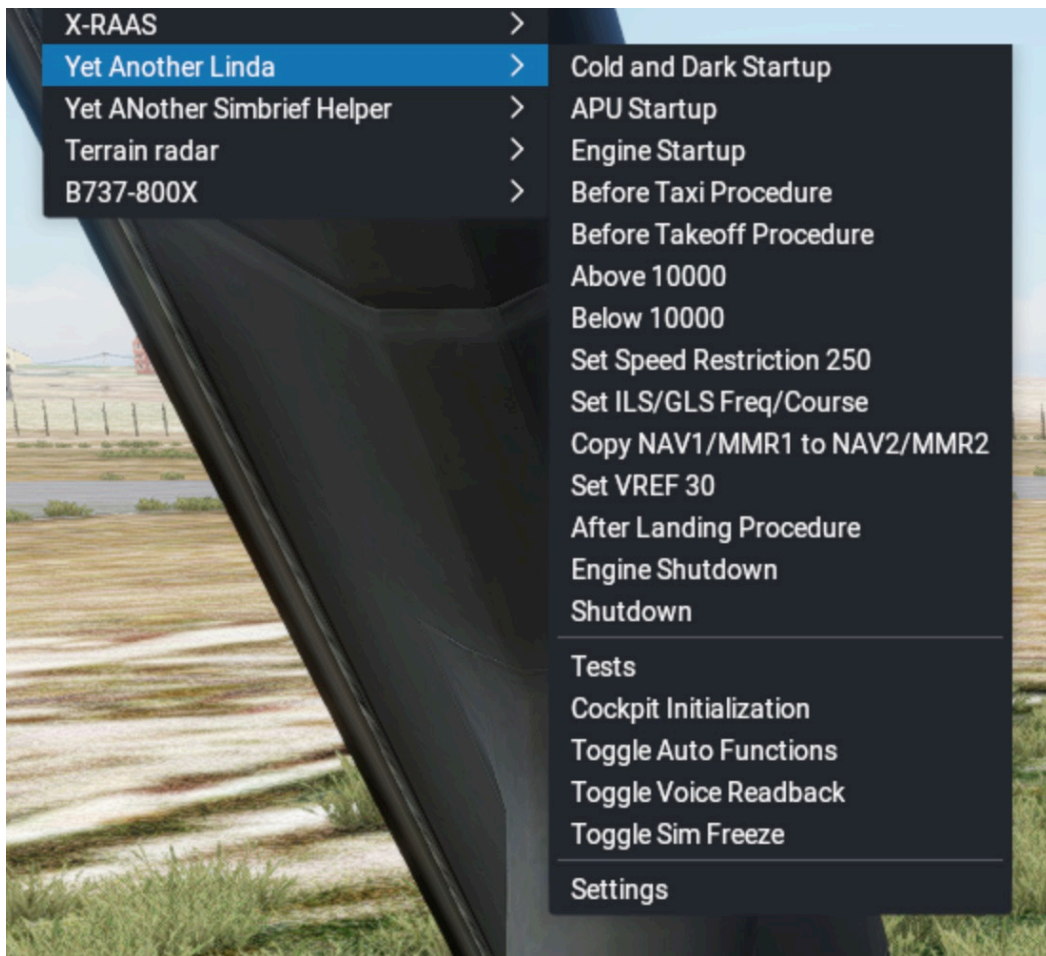 X-RAAS
Yet Another Linda
Yet ANother Simbrief Helper
Terrain radar
B737-800X
Cold and Dark Startup
APU Startup
Engine Startup
Before Taxi Procedure
Before Takeoff Procedure
Above 10000
Below 10000
Set Speed Restriction 250
Set ILS/GLS Freq/Course
Copy NAV1/MMR1 to NAV2/MMR2
Set VREF 30
After Landing Procedure
Engine Shutdown
Shutdown
Tests
Cockpit Initialization
Toggle Auto Functions
Toggle Voice Readback
Toggle Sim Freeze
Settings